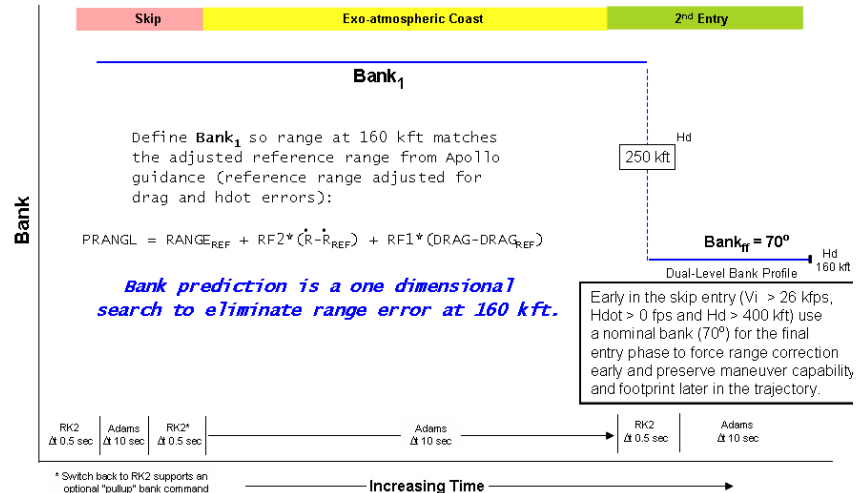 Skip
Exo-atmospheric Coast
2nd Entry
Bank1
Define Bank1 so range at 160 kft matches
the adjusted reference range from Apollo
guidance (reference range adjusted for
drag and hdot errors):
PRANGL = RANGEREF + RF2*(Ṙ-ṘREF) + RF1*(DRAG-DRAGREF)
Bank prediction is a one dimensional
search to eliminate range error at 160 kft.
Bank
Hd
250 kft
Bankff = 70º
Hd
160 kft
Dual-Level Bank Profile
Early in the skip entry (Vi > 26 kfps,
Hdot > 0 fps and Hd > 400 kft) use
a nominal bank (70º) for the final
entry phase to force range correction
early and preserve maneuver capability
and footprint later in the trajectory.
RK2
Δt 0.5 sec
Adams
Δt 10 sec
RK2*
Δt 0.5 sec
Adams
Δt 10 sec
RK2
Δt 0.5 sec
Adams
Δt 10 sec
* Switch back to RK2 supports an
optional "pullup" bank command
Increasing Time